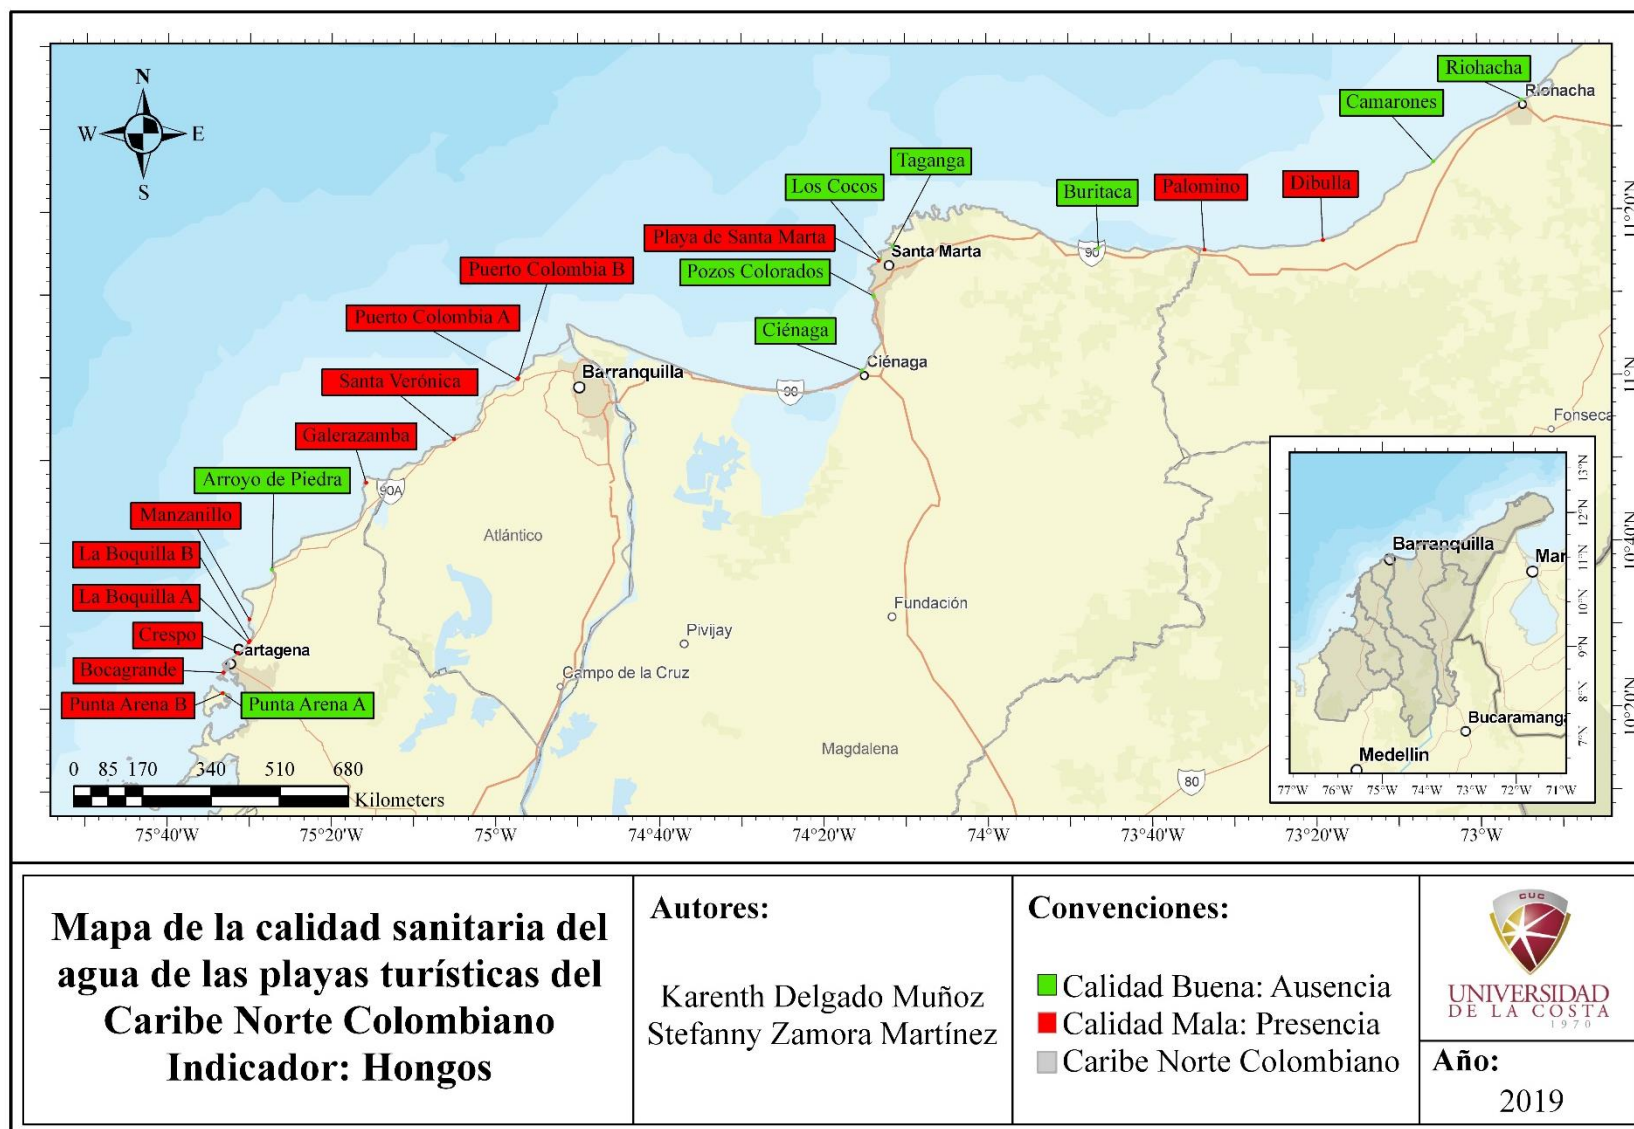 N
W
E
S
Riohacha
Riohacha
Camarones
Taganga
Los Cocos
Buritaca
Palomino
Dibulla
Playa de Santa Marta
Santa Marta
90
Puerto Colombia B
Pozos Colorados
Puerto Colombia A
Ciénaga
Ciénaga
Barranquilla
Santa Verónica
90
Fonseca
Galerazamba
Arroyo de Piedra
90A
Manzanillo
Atlántico
La Boquilla B
La Boquilla A
Fundación
Crespo
Pivijay
Cartagena
Bocagrande
Campo de la Cruz
Punta Arena B
Punta Arena A
Magdalena
80
0 85 170 340 510 680
Kilometers
75°40'W 75°20'W 75°W 74°40'W 74°20'W 74°W 73°40'W 73°20'W 73°W
11°20'N
11°N
10°40'N
10°20'N
Barranquilla
Mar
Bucaramanga
Medellin
13°N
12°N
11°N
10°N
9°N
8°N
7°N
77°W 76°W 75°W 74°W 73°W 72°W 71°W
Mapa de la calidad sanitaria del
agua de las playas turísticas del
Caribe Norte Colombiano
Indicador: Hongos
Autores:
Karenth Delgado Muñoz
Stefanny Zamora Martínez
Convenciones:
Calidad Buena: Ausencia
Calidad Mala: Presencia
Caribe Norte Colombiano
CUC
UNIVERSIDAD
DE LA COSTA
1970
Año:
2019